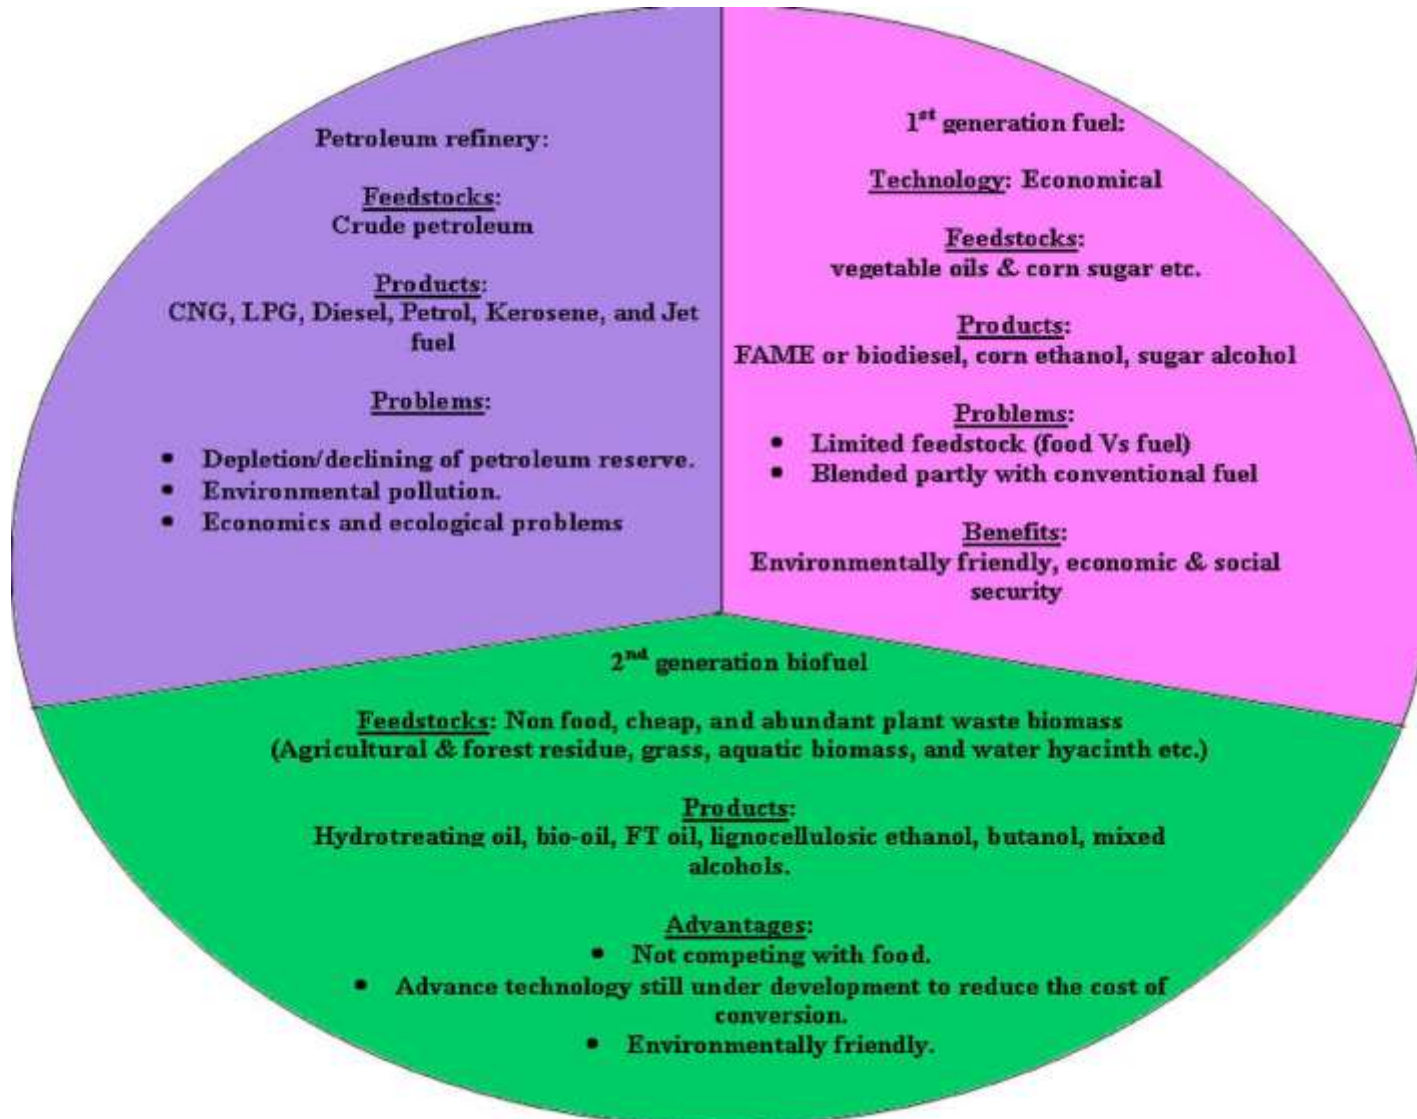 Petroleum refinery:
Feedstocks:
Crude petroleum
Products:
CNG, LPG, Diesel, Petrol, Kerosene, and Jet
fuel
Problems:
• Depletion/declining of petroleum reserve.
• Environmental pollution.
• Economics and ecological problems
1st generation fuel:
Technology: Economical
Feedstocks:
vegetable oils & corn sugar etc.
Products:
FAME or biodiesel, corn ethanol, sugar alcohol
Problems:
• Limited feedstock (food Vs fuel)
• Blended partly with conventional fuel
Benefits:
Environmentally friendly, economic & social
security
2nd generation biofuel
Feedstocks: Non food, cheap, and abundant plant waste biomass
(Agricultural & forest residue, grass, aquatic biomass, and water hyacinth etc.)
Products:
Hydrotreating oil, bio-oil, FT oil, lignocellulosic ethanol, butanol, mixed
alcohols.
Advantages:
• Not competing with food.
• Advance technology still under development to reduce the cost of
conversion.
• Environmentally friendly.